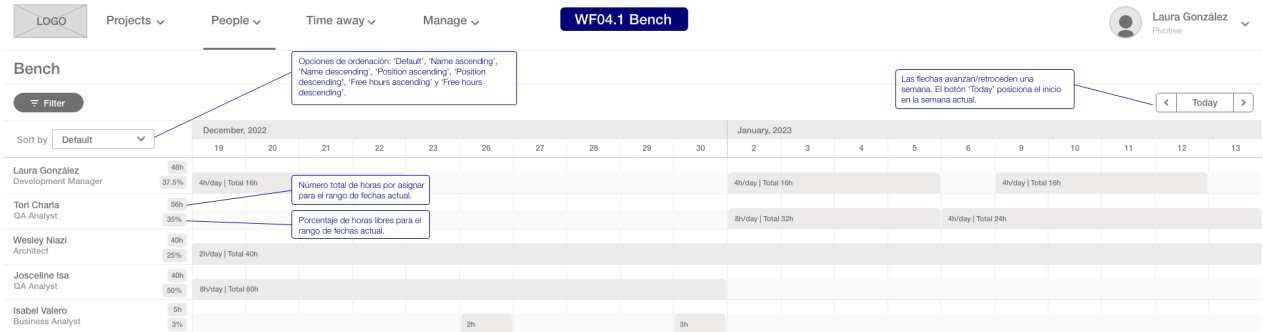 LOGO
Projects
People
Time away
Manage
WF04.1 Bench
Laura González
Pivotree
Bench
Opciones de ordenación: 'Default', 'Name ascending',
'Name descending', 'Position ascending', 'Position
descending', 'Free hours ascending' y 'Free hours
descending'.
Las flechas avanzan/retroceden una
semana. El botón 'Today' posiciona el inicio
en la semana actual.
Filter
< Today >
Sort by Default
December, 2022 January, 2023
19 20 21 22 23 26 27 28 29 30 2 3 4 5 6 9 10 11 12 13
Laura González 48h
Development Manager 37.5% 4h/day | Total 16h 4h/day | Total 16h 4h/day | Total 16h
Número total de horas por asignar
para el rango de fechas actual.
Tori Charla 56h
QA Analyst 35% 8h/day | Total 32h 4h/day | Total 24h
Porcentaje de horas libres para el
rango de fechas actual.
Wesley Niazi 40h
Architect 25% 2h/day | Total 40h
Josceline Isa 40h
QA Analyst 50% 8h/day | Total 80h
Isabel Valero 5h
Business Analyst 3% 2h 3h